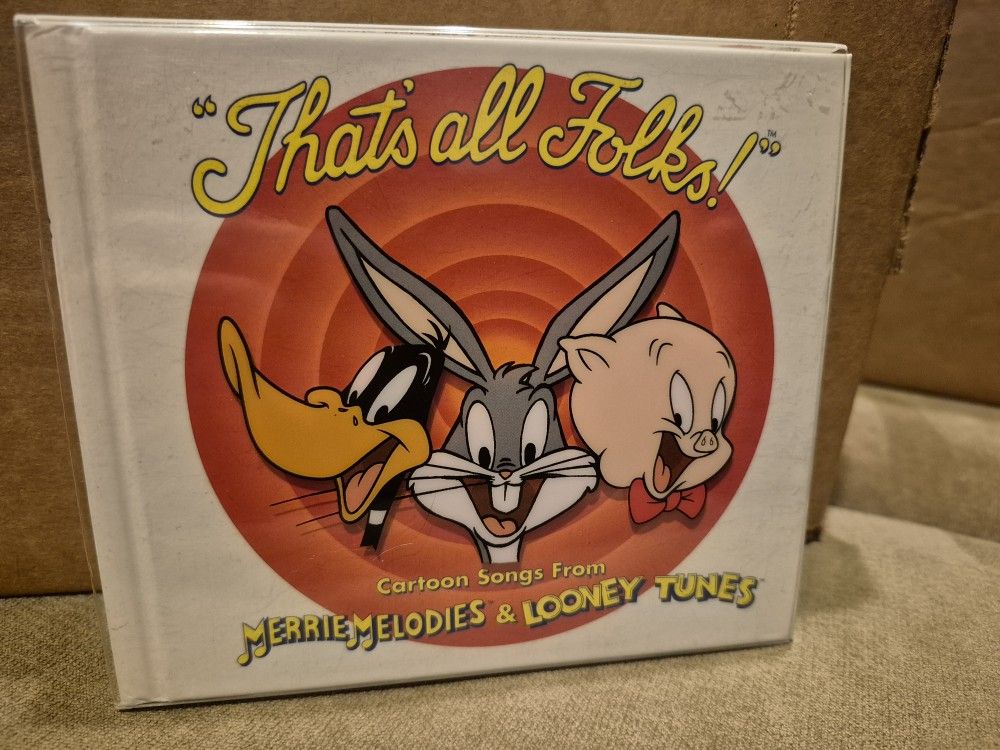 "That's all Folks!"™
Cartoon Songs From
MERRIE MELODIES & LOONEY TUNES™